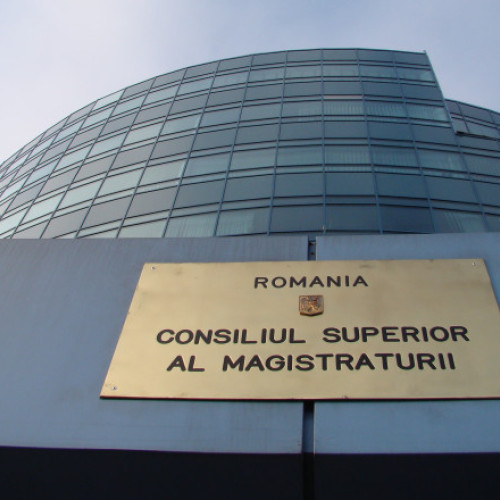 ROMANIA
CONSILIUL SUPERIOR
AL MAGISTRATURII